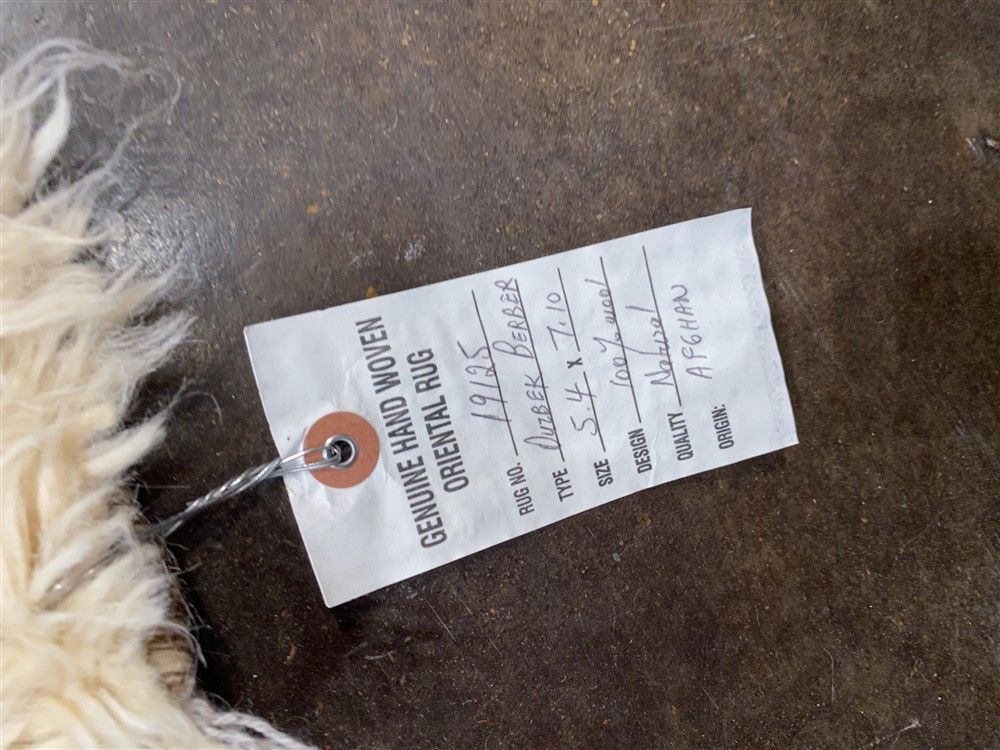 GENUINE HAND WOVEN
ORIENTAL RUG
RUG NO. 19125
TYPE BERBER
SIZE 5.4 x 7.10
DESIGN 100% wool
QUALITY Natural
ORIGIN: AFGHAN